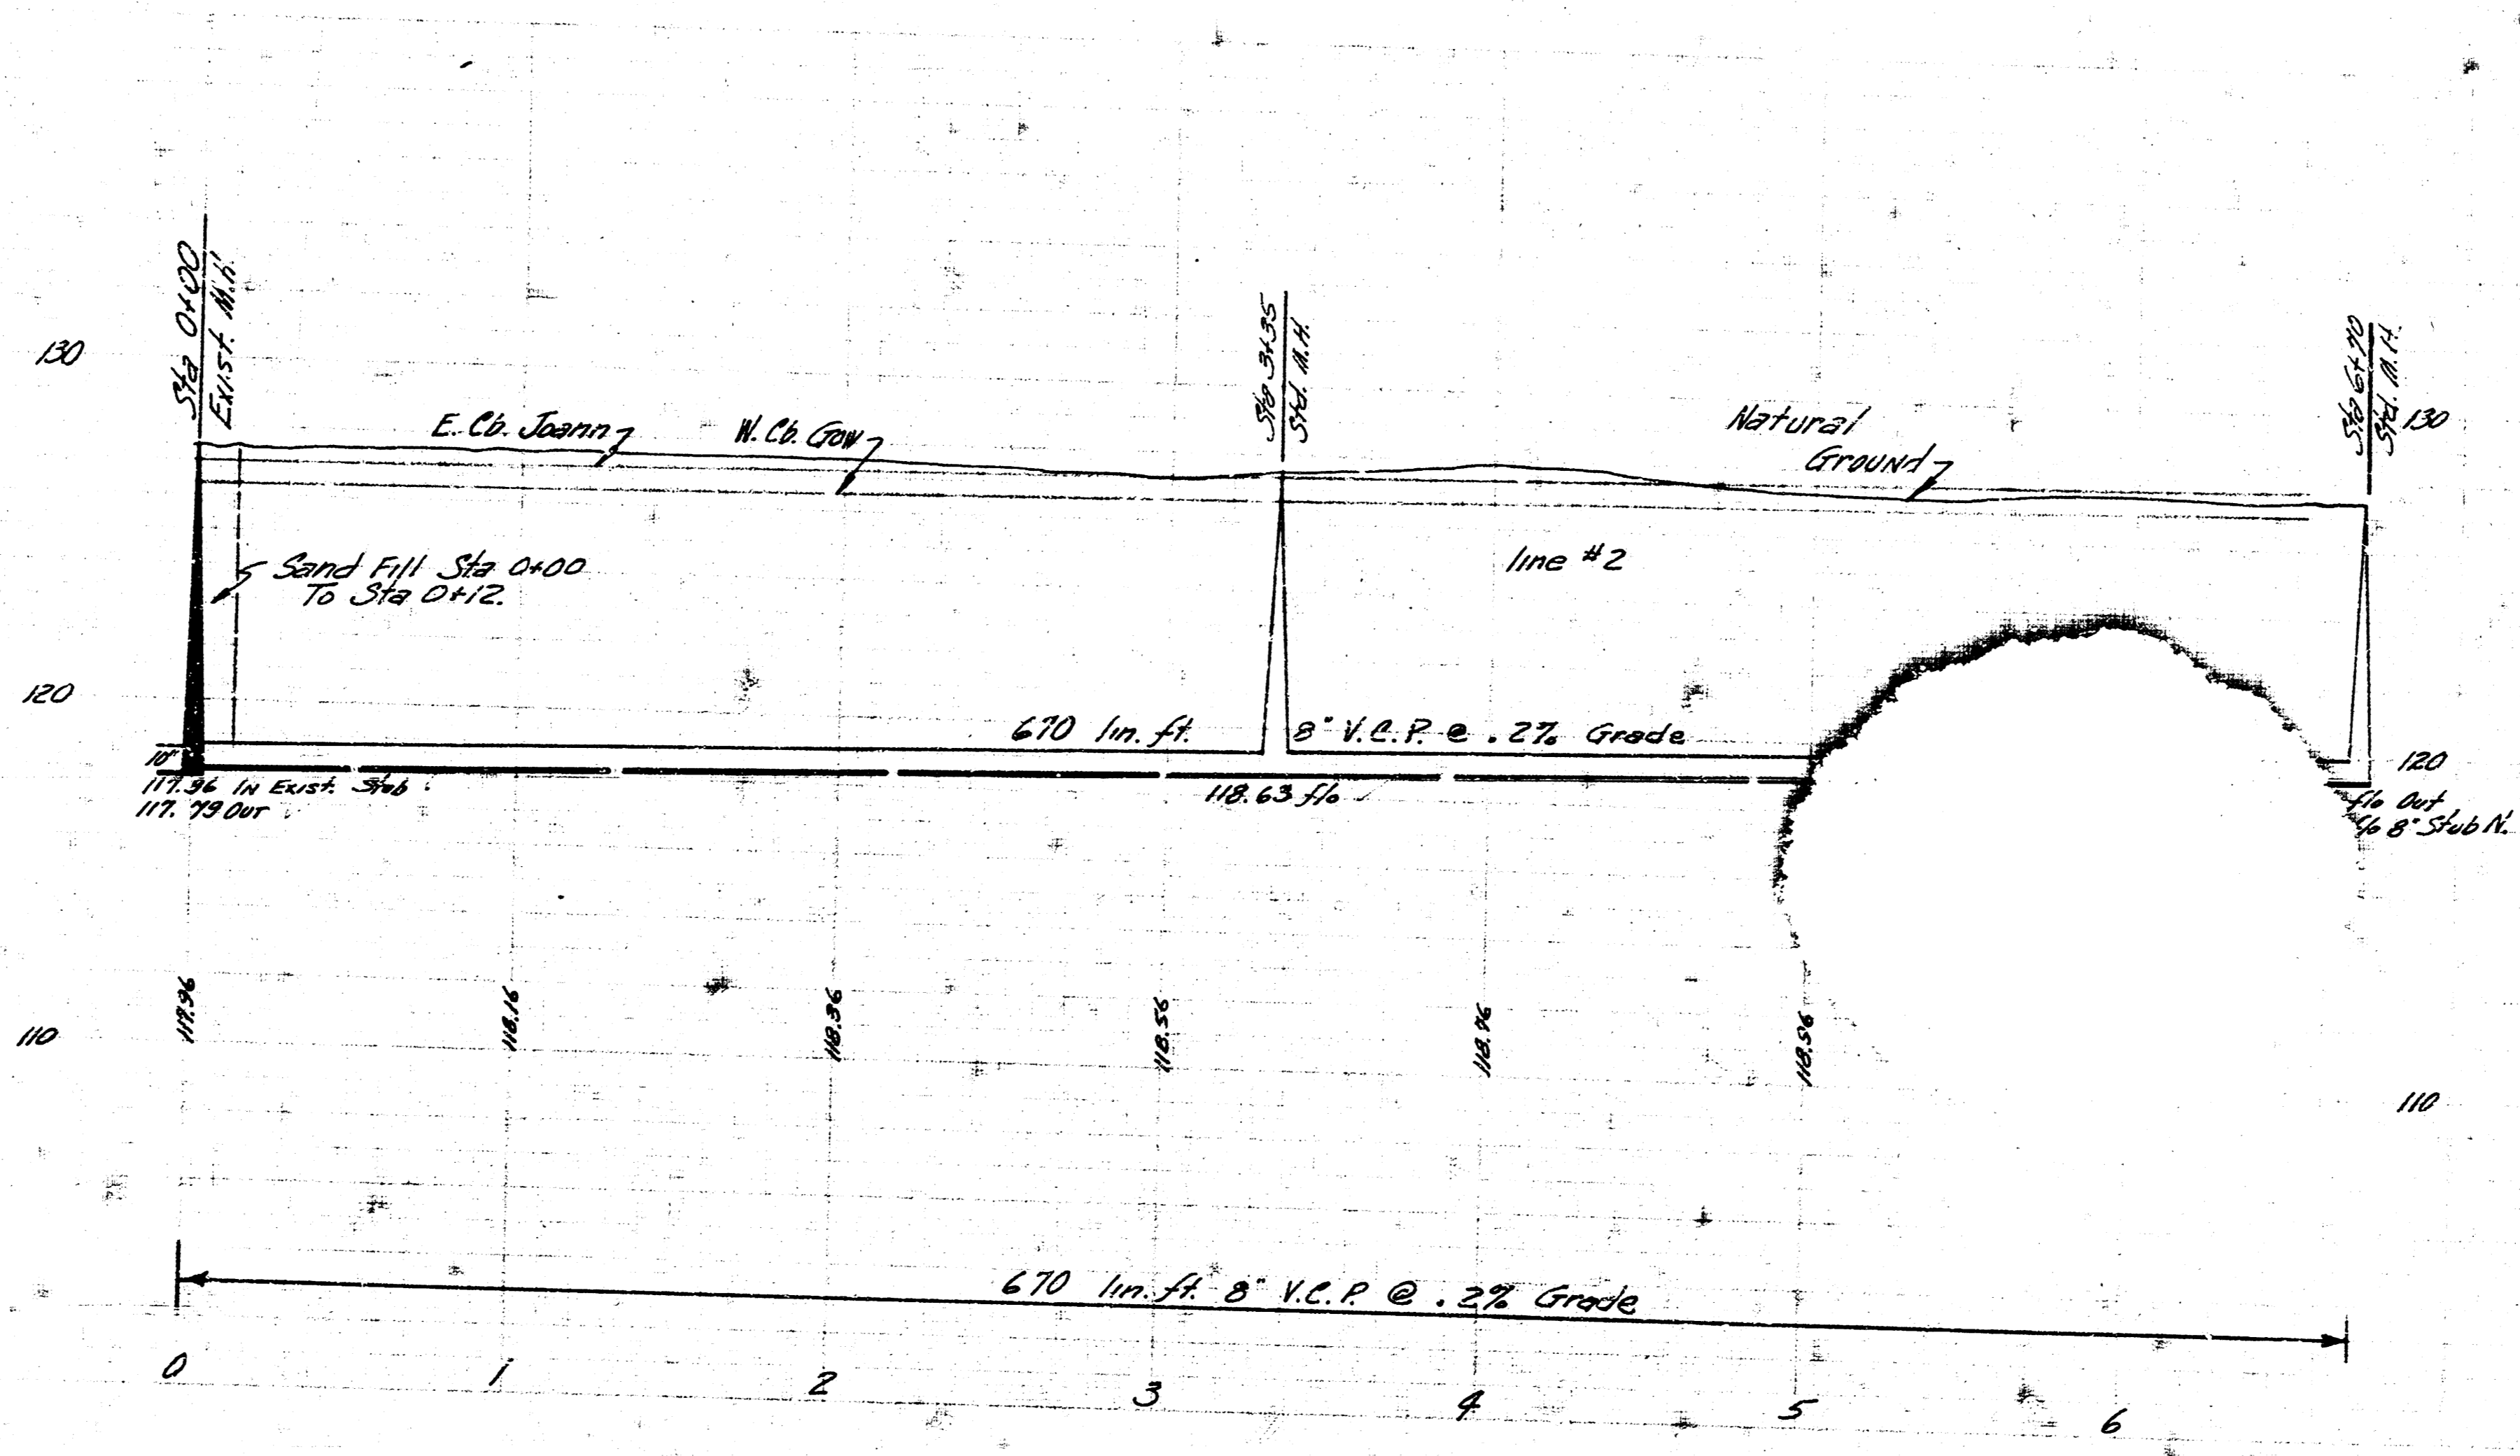 Sta 0+00
Exist. M.H.
Sta 3+35
Std. M.H.
Sta 6+70
Std. M.H.
130
130
E. Cb. Joann
W. Cb. Gow
Natural
Ground
Sand Fill Sta 0+00
To Sta 0+12.
line #2
120
120
670 lin. ft.
8" V.C.P. @ .2% Grade
10"
117.96 In Exist. Stub
117.79 Out
118.63 flo
flo Out
8" Stub N.
117.96
118.16
118.36
118.56
118.76
118.96
110
110
670 lin. ft. 8" V.C.P. @ .2% Grade
0
1
2
3
4
5
6